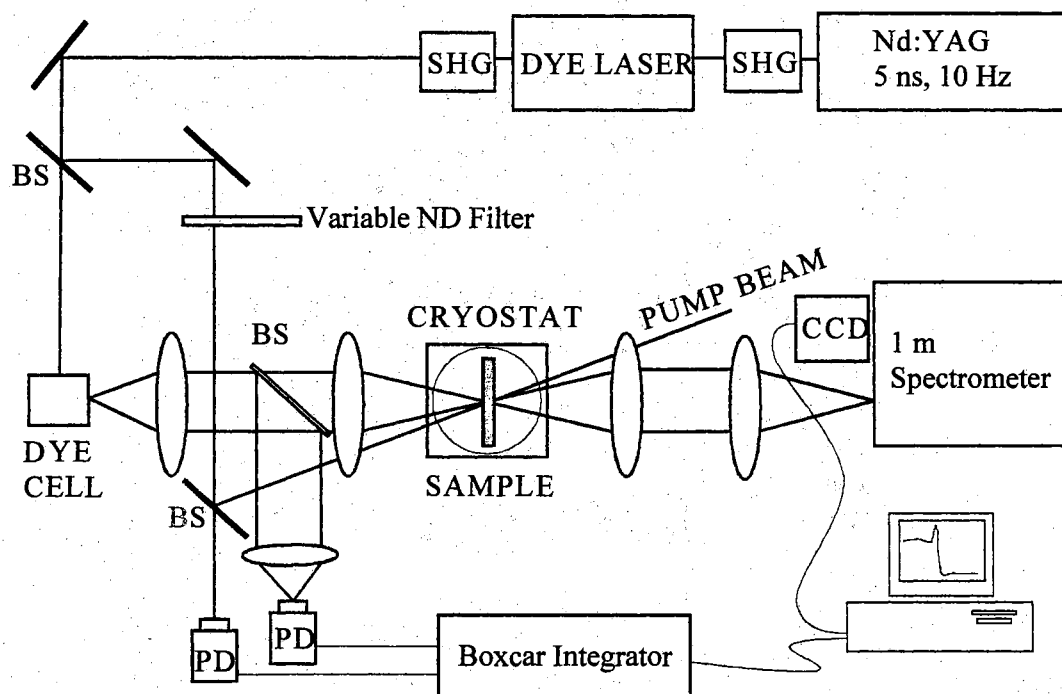 SHG
DYE LASER
SHG
Nd:YAG
5 ns, 10 Hz
BS
Variable ND Filter
PUMP BEAM
CRYOSTAT
BS
CCD
1 m
Spectrometer
DYE
CELL
SAMPLE
BS
PD
PD
Boxcar Integrator